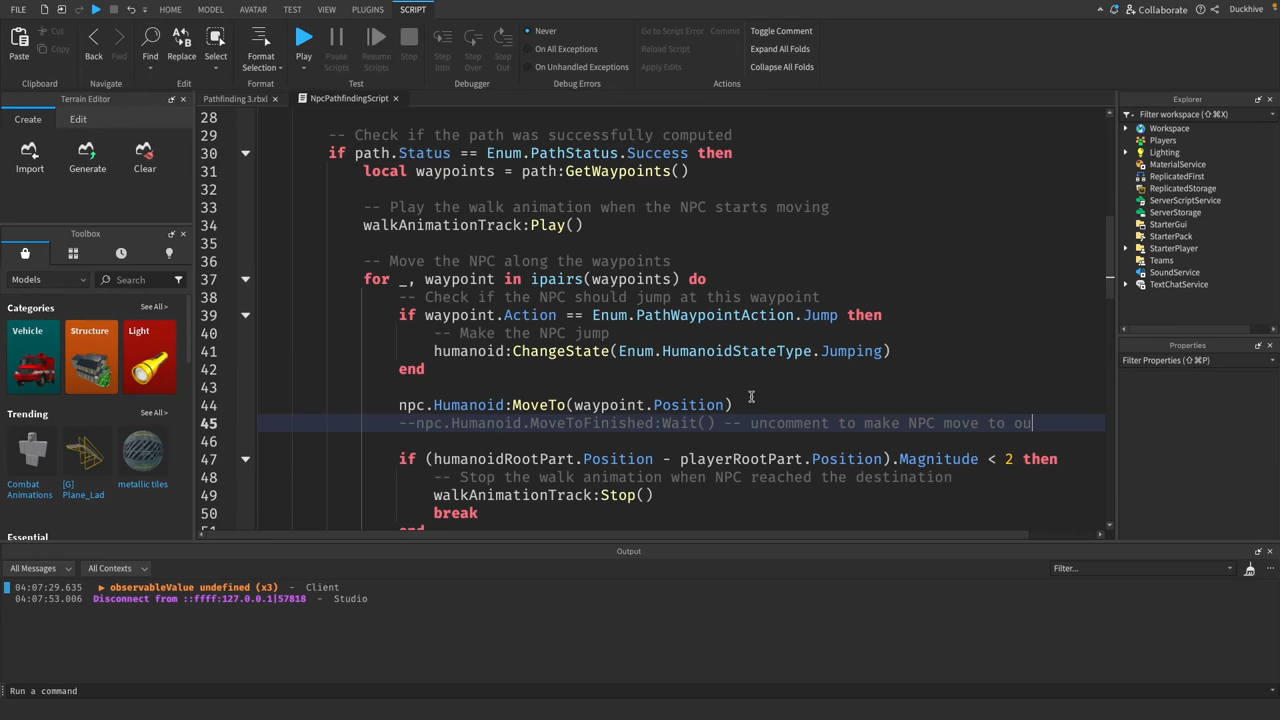 FILE HOME MODEL AVATAR TEST VIEW PLUGINS SCRIPT Collaborate Duckhive
Paste Cut Copy Back Fwd Find Replace Select Format Selection Play Pause Scripts Resume Scripts Stop Step Into Step Over Step Out
Never
On All Exceptions
On Unhandled Exceptions
Go to Script Error Commit
Reload Script
Apply Edits
Toggle Comment
Expand All Folds
Collapse All Folds
Clipboard Navigate Edit Format Test Debugger Debug Errors Actions
Terrain Editor
Create Edit
Import Generate Clear
Toolbox
Models Search
Categories See All >
Vehicle Structure Light
Trending See All >
Combat Animations
[G] Plane_Lad
metallic tiles
Essential See All >
Pathfinding 3.rbxl × NpcPathfindingScript ×
28
29 -- Check if the path was successfully computed
30 if path.Status == Enum.PathStatus.Success then
31 local waypoints = path:GetWaypoints()
32
33 -- Play the walk animation when the NPC starts moving
34 walkAnimationTrack:Play()
35
36 -- Move the NPC along the waypoints
37 for _, waypoint in ipairs(waypoints) do
38 -- Check if the NPC should jump at this waypoint
39 if waypoint.Action == Enum.PathWaypointAction.Jump then
40 -- Make the NPC jump
41 humanoid:ChangeState(Enum.HumanoidStateType.Jumping)
42 end
43
44 npc.Humanoid:MoveTo(waypoint.Position)
45 --npc.Humanoid.MoveToFinished:Wait() -- uncomment to make NPC move to ou
46
47 if (humanoidRootPart.Position - playerRootPart.Position).Magnitude < 2 then
48 -- Stop the walk animation when NPC reached the destination
49 walkAnimationTrack:Stop()
50 break
51 end
Explorer
Filter workspace (⇧⌘X)
Workspace
Players
Lighting
MaterialService
ReplicatedFirst
ReplicatedStorage
ServerScriptService
ServerStorage
StarterGui
StarterPack
StarterPlayer
Teams
SoundService
TextChatService
Properties
Filter Properties (⇧⌘P)
Output
All Messages All Contexts Filter...
04:07:29.635 ▶ observableValue undefined (x3) - Client
04:07:53.006 Disconnect from ::ffff:127.0.0.1|57818 - Studio
Run a command